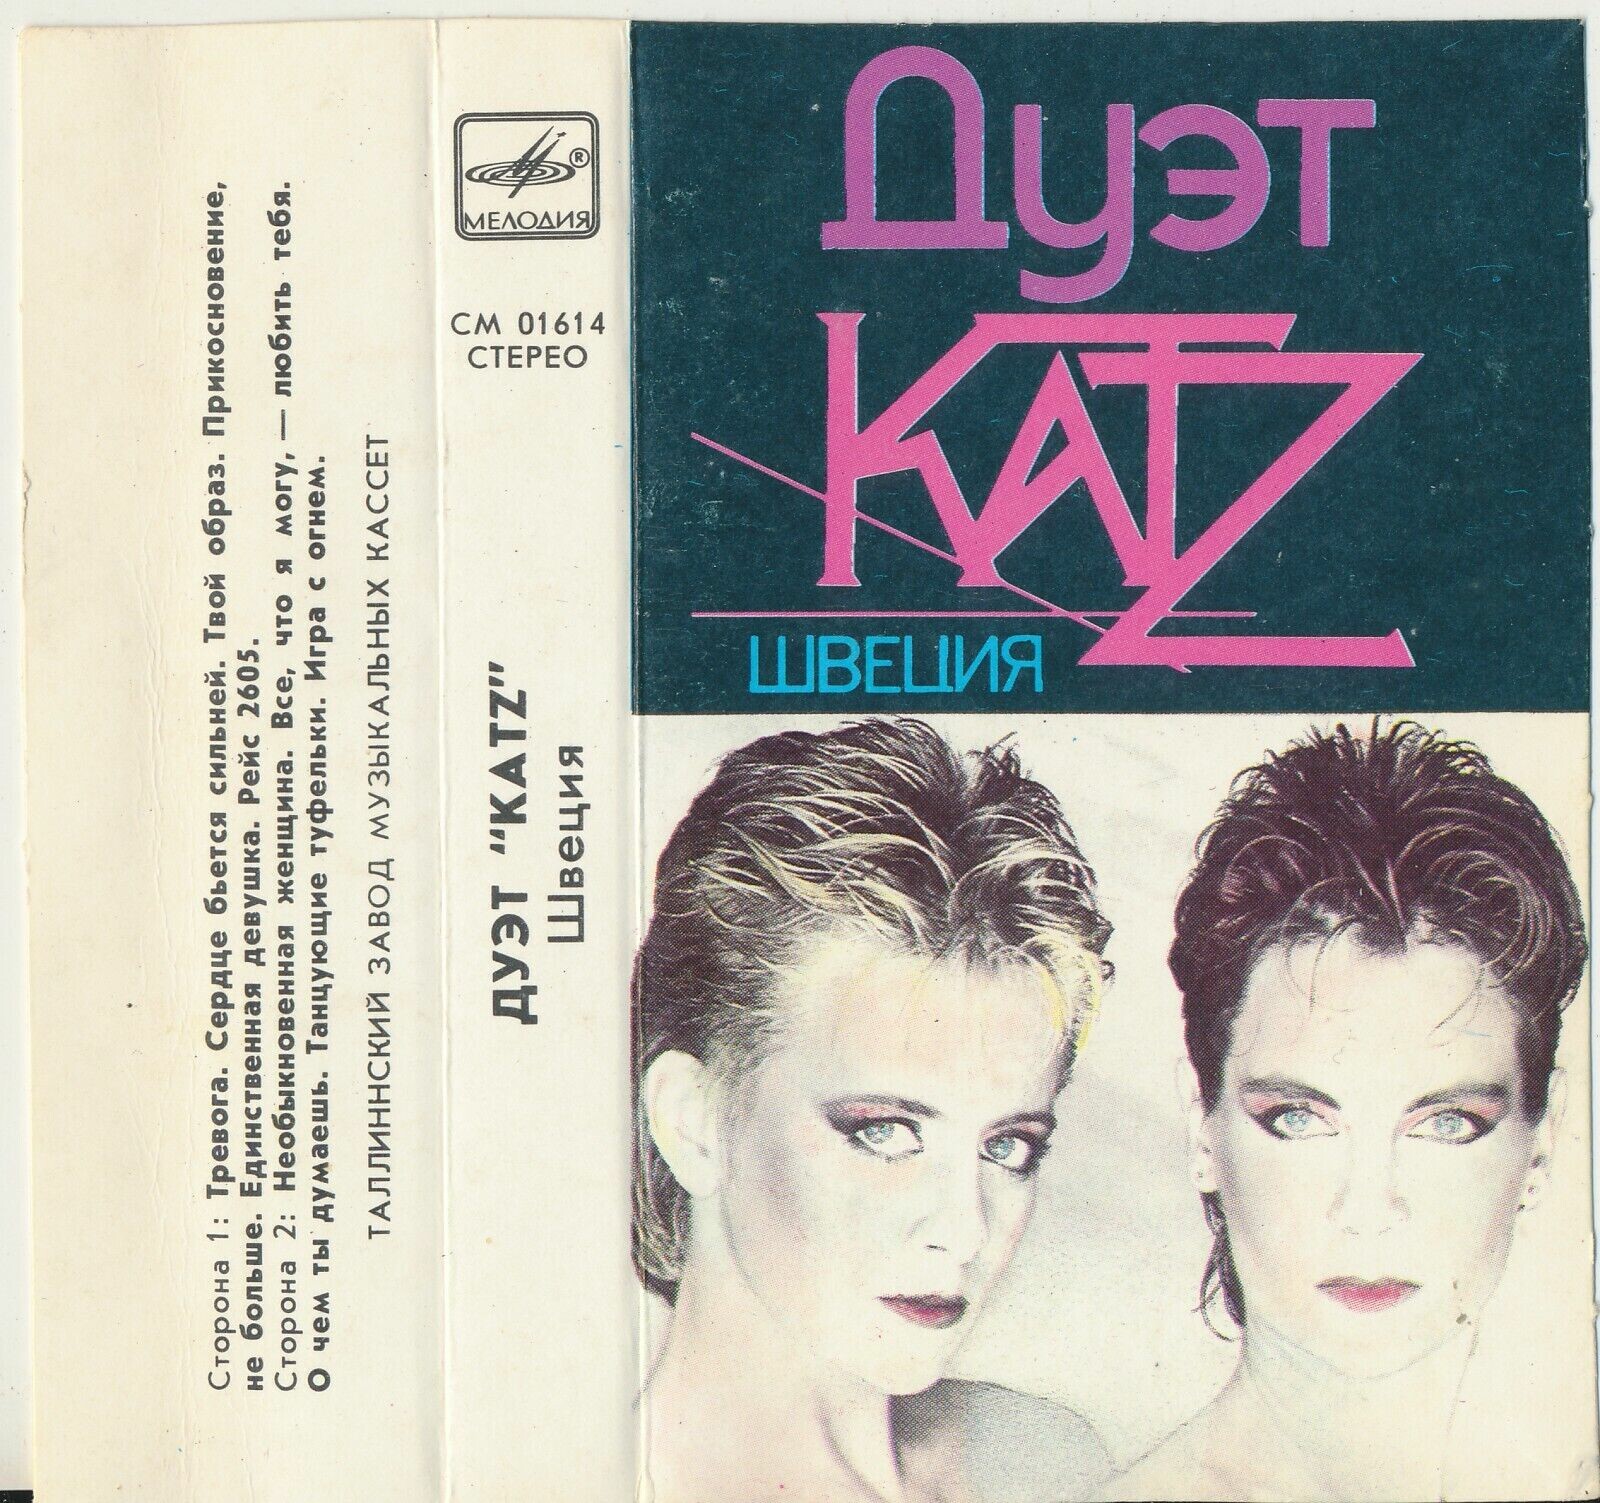 Сторона 1: Тревога. Сердце бьется сильней. Твой образ. Прикосновение,
не больше. Единственная девушка. Рейс 2605.
Сторона 2: Необыкновенная женщина. Все, что я могу, — любить тебя.
О чем ты думаешь. Танцующие туфельки. Игра с огнем.
ТАЛЛИННСКИЙ ЗАВОД МУЗЫКАЛЬНЫХ КАССЕТ
®
МЕЛОДИЯ
СМ 01614
СТЕРЕО
ДУЭТ "KATZ"
Швеция
Дуэт
KATZ
ШВЕЦИЯ